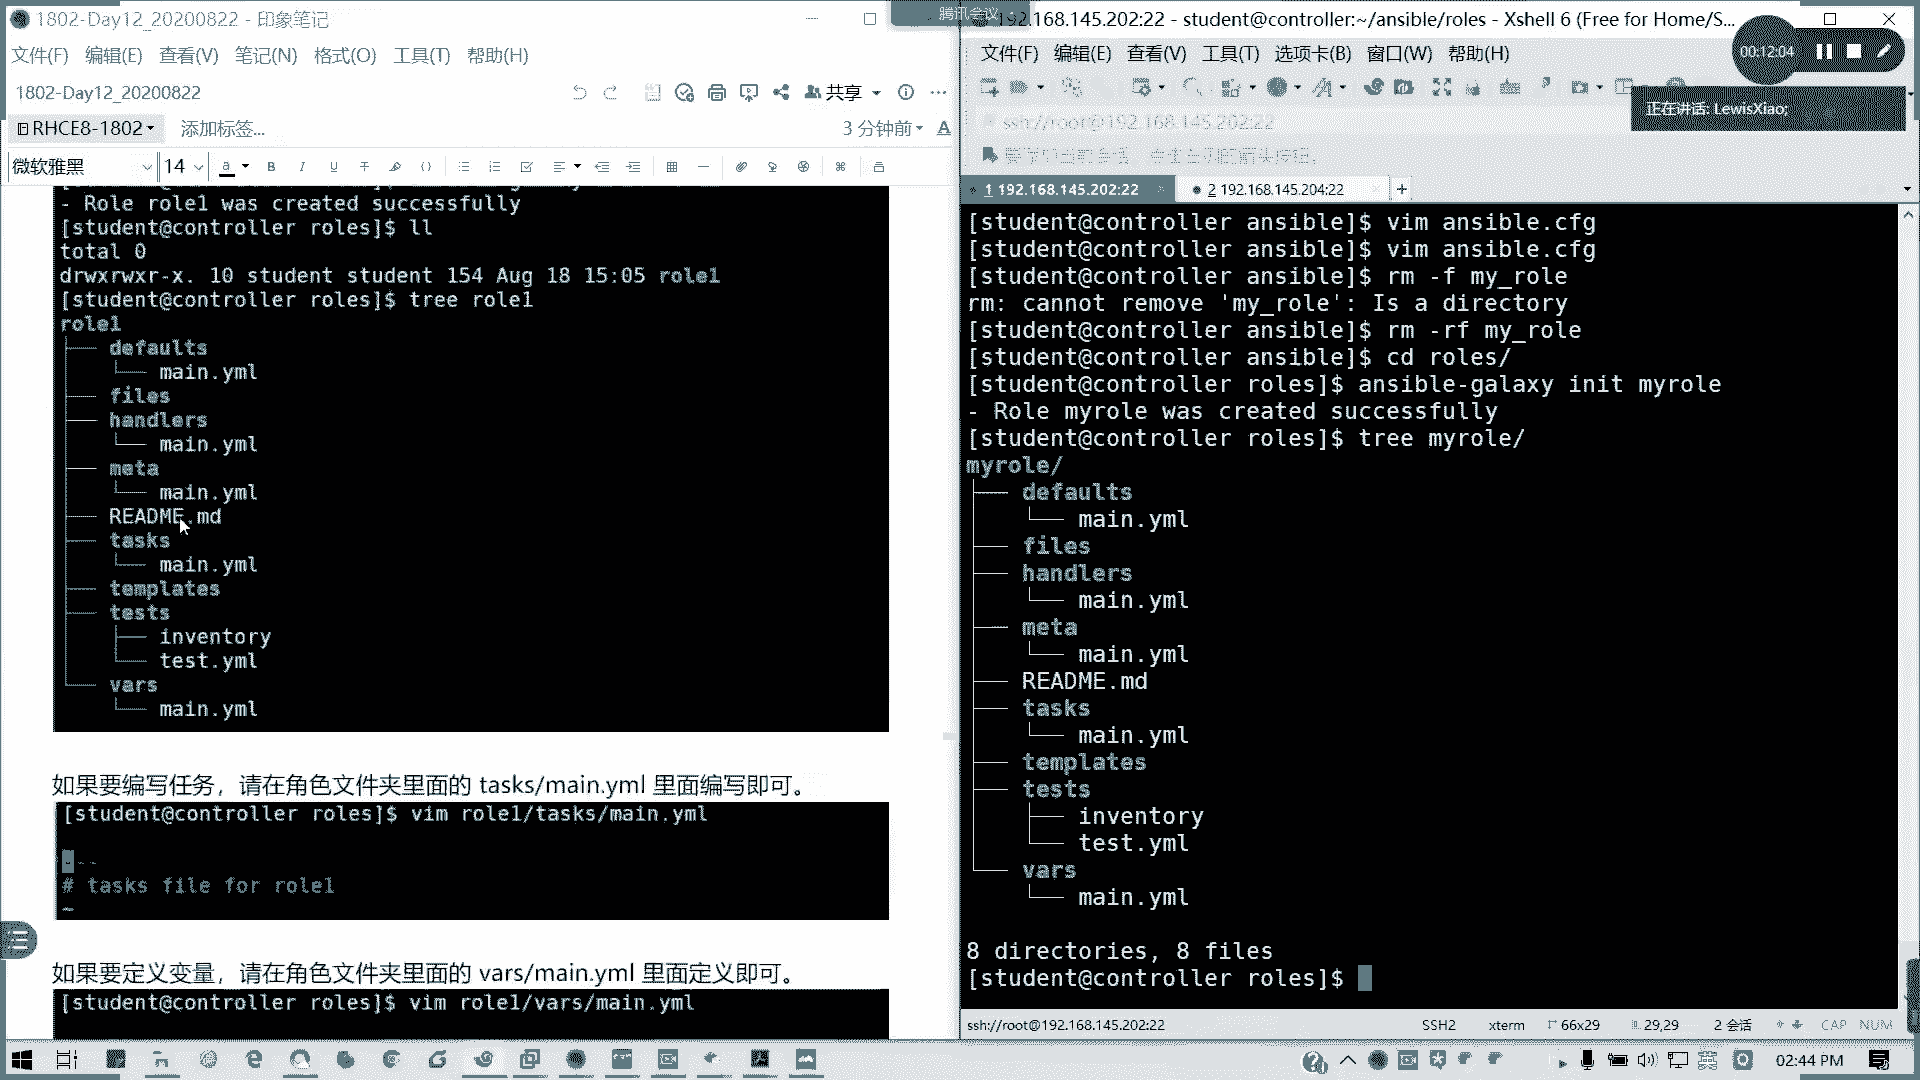 1802-Day12_20200822 - 印象笔记
文件(F) 编辑(E) 查看(V) 笔记(N) 格式(O) 工具(T) 帮助(H)
1802-Day12_20200822
共享
RHCE8-1802
添加标签...
3 分钟前
微软雅黑 14
- Role role1 was created successfully
[student@controller roles]$ ll
total 0
drwxrwxr-x. 10 student student 154 Aug 18 15:05 role1
[student@controller roles]$ tree role1
role1
├── defaults
│   └── main.yml
├── files
├── handlers
│   └── main.yml
├── meta
│   └── main.yml
├── README.md
├── tasks
│   └── main.yml
├── templates
├── tests
│   ├── inventory
│   └── test.yml
└── vars
    └── main.yml
如果要编写任务，请在角色文件夹里面的 tasks/main.yml 里面编写即可。
[student@controller roles]$ vim role1/tasks/main.yml
---
# tasks file for role1
~
如果要定义变量，请在角色文件夹里面的 vars/main.yml 里面定义即可。
[student@controller roles]$ vim role1/vars/main.yml
腾讯会议
192.168.145.202:22 - student@controller:~/ansible/roles - Xshell 6 (Free for Home/S...
文件(F) 编辑(E) 查看(V) 工具(T) 选项卡(B) 窗口(W) 帮助(H)
00:12:04
正在讲话: LewisXiao;
ssh://root@192.168.145.202:22
1 192.168.145.202:22
2 192.168.145.204:22
[student@controller ansible]$ vim ansible.cfg
[student@controller ansible]$ vim ansible.cfg
[student@controller ansible]$ rm -f my_role
rm: cannot remove 'my_role': Is a directory
[student@controller ansible]$ rm -rf my_role
[student@controller ansible]$ cd roles/
[student@controller roles]$ ansible-galaxy init myrole
- Role myrole was created successfully
[student@controller roles]$ tree myrole/
myrole/
├── defaults
│   └── main.yml
├── files
├── handlers
│   └── main.yml
├── meta
│   └── main.yml
├── README.md
├── tasks
│   └── main.yml
├── templates
├── tests
│   ├── inventory
│   └── test.yml
└── vars
    └── main.yml
8 directories, 8 files
[student@controller roles]$
ssh://root@192.168.145.202:22 SSH2 xterm 66x29 29,29 2 会话 CAP NUM
02:44 PM